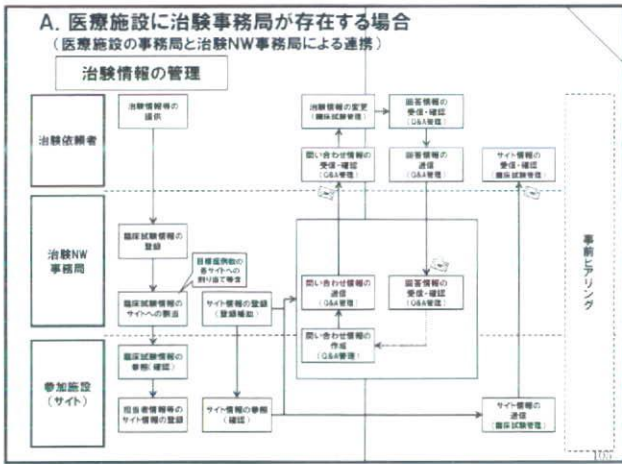 A. 医療施設に治験事務局が存在する場合
(医療施設の事務局と治験NW事務局による連携)
治験情報の管理
治験依頼者
治験情報等の
提供
治験情報の変更
(臨床試験管理)
回答情報の
受信・確認
(Q&A管理)
問い合わせ情報の
受信・確認
(Q&A管理)
回答情報の
送信
(Q&A管理)
サイト情報の
受信・確認
(臨床試験管理)
治験NW
事務局
臨床試験情報の
登録
目標症例数の
各サイトへの
割り当て等含
臨床試験情報の
サイトへの割当
サイト情報の登録
(登録補助)
問い合わせ情報の
送信
(Q&A管理)
回答情報の
受信・確認
(Q&A管理)
問い合わせ情報の
作成
(Q&A管理)
事前ヒアリング
参加施設
(サイト)
臨床試験情報の
参照(確認)
担当者情報等の
サイト情報の登録
サイト情報の参照
(確認)
サイト情報の
送信
(臨床試験管理)